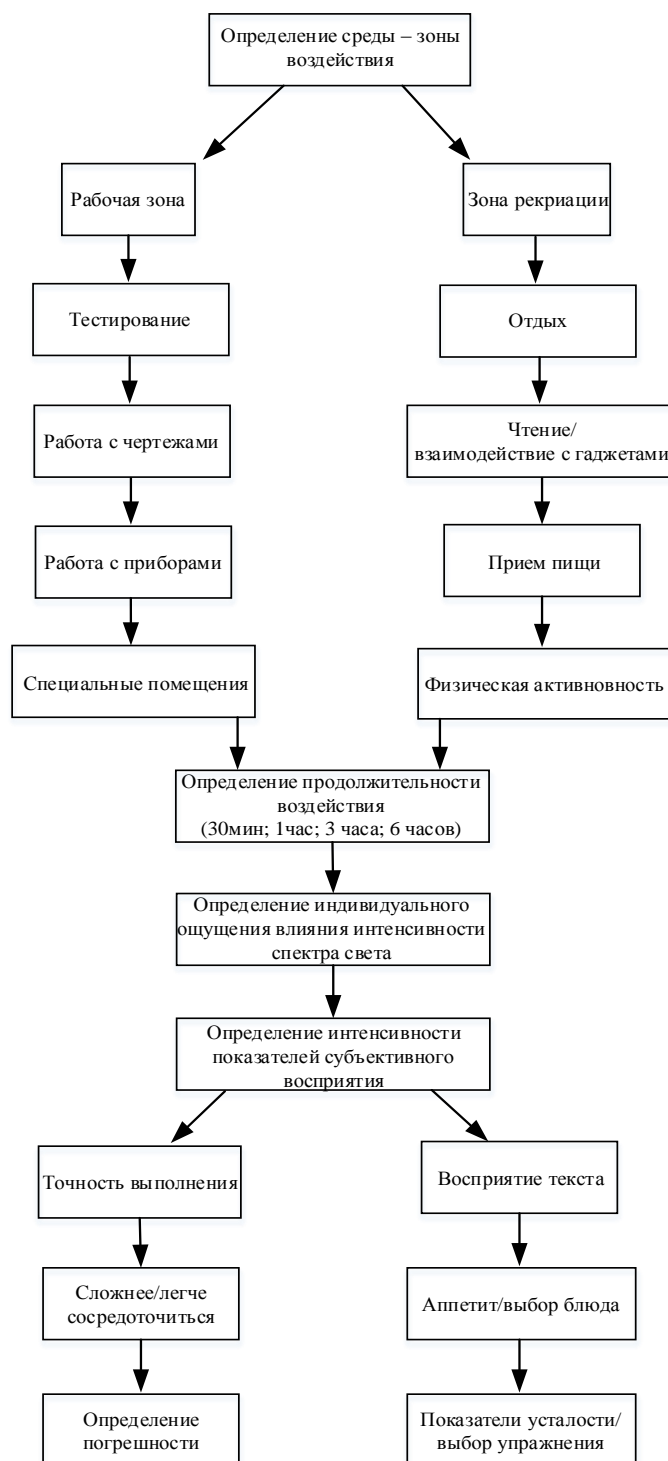 Определение среды – зоны
воздействия
Рабочая зона
Зона рекриации
Тестирование
Отдых
Работа с чертежами
Чтение/
взаимодействие с гаджетами
Работа с приборами
Прием пищи
Специальные помещения
Физическая активновность
Определение продолжительности
воздействия
(30мин; 1час; 3 часа; 6 часов)
Определение индивидуального
ощущения влияния интенсивности
спектра света
Определение интенсивности
показателей субъективного
восприятия
Точность выполнения
Восприятие текста
Сложнее/легче
сосредоточиться
Аппетит/выбор блюда
Определение
погрешности
Показатели усталости/
выбор упражнения